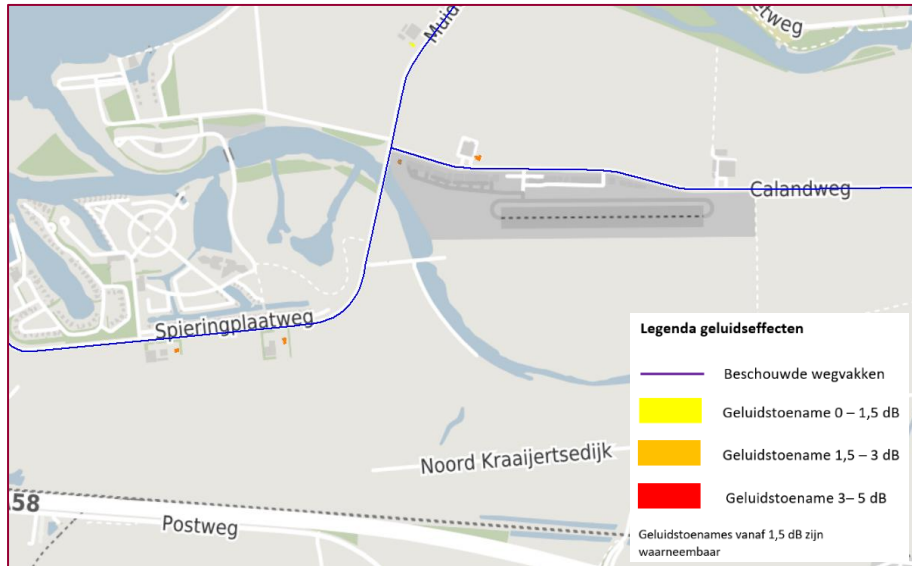 Muid
etweg
Calandweg
Spieringplaatweg
Noord Kraaijertsedijk
58
Postweg
Legenda geluidseffecten
Beschouwde wegvakken
Geluidstoename 0 – 1,5 dB
Geluidstoename 1,5 – 3 dB
Geluidstoename 3– 5 dB
Geluidstoenames vanaf 1,5 dB zijn
waarneembaar